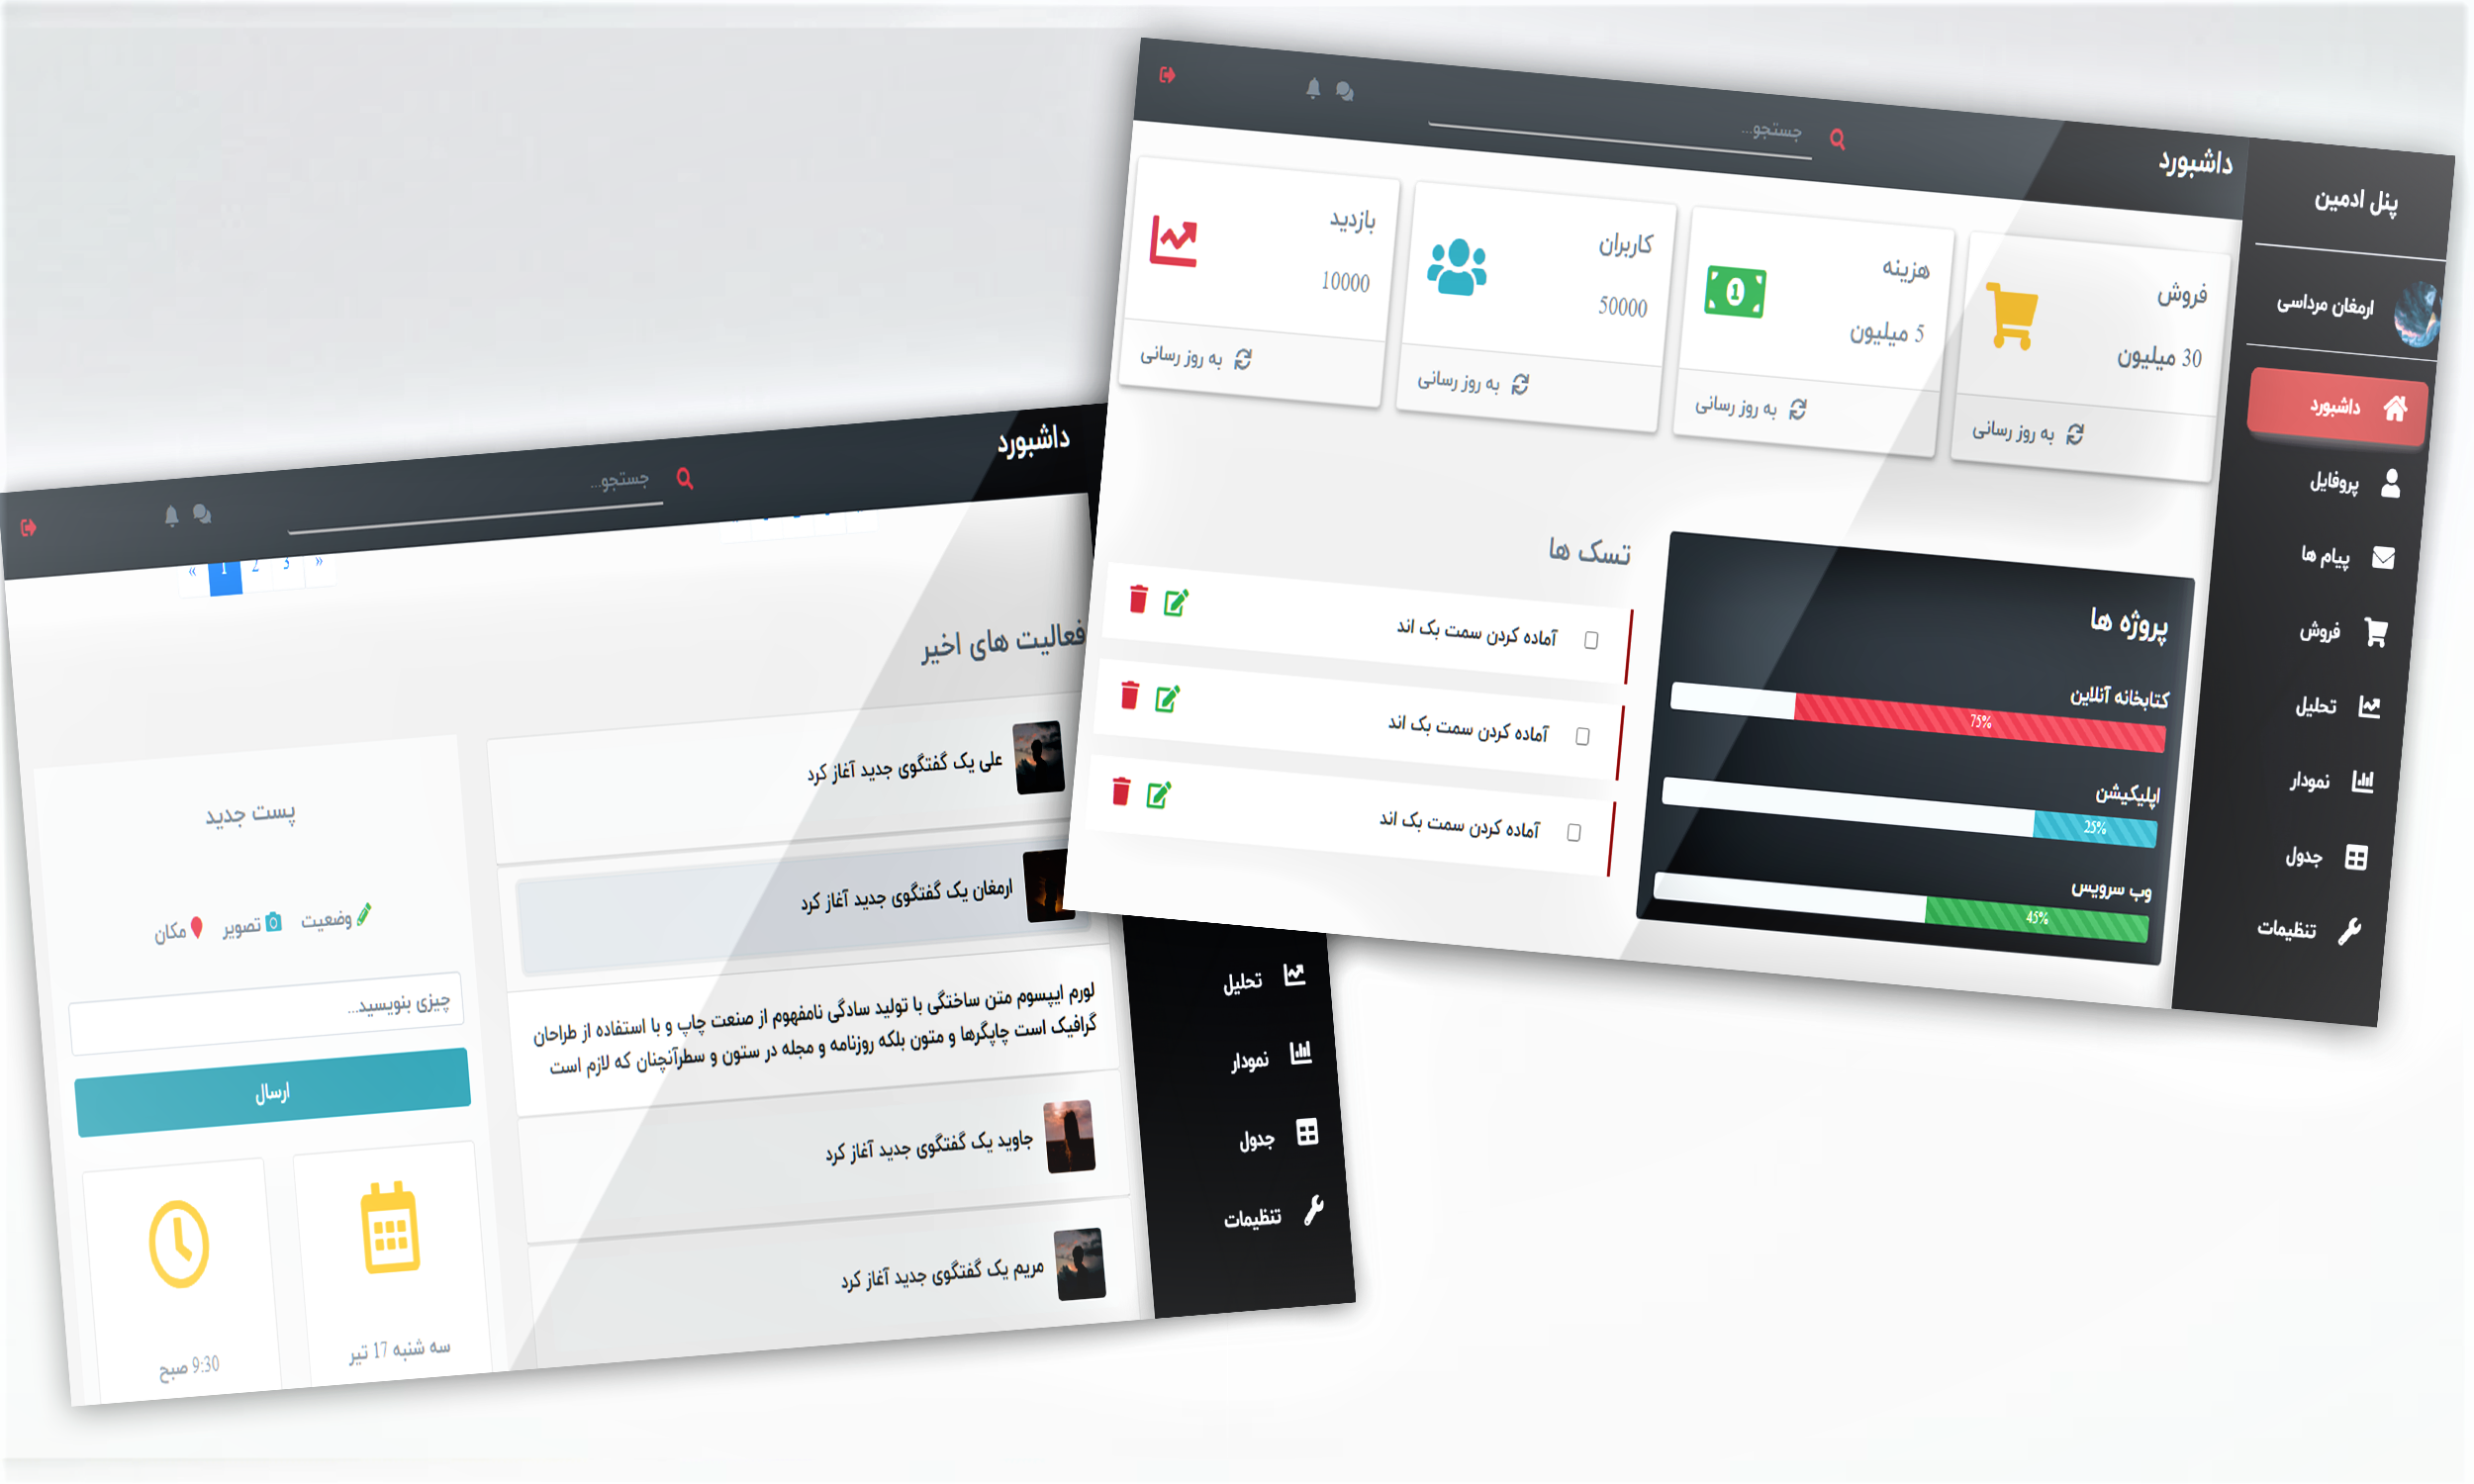 پنل ادمین
ارمغان مرداسی
داشبورد
پروفایل
پیام ها
فروش
تحلیل
نمودار
جدول
تنظیمات
داشبورد
جستجو...
فروش
30 میلیون
به روز رسانی
هزینه
5 میلیون
به روز رسانی
کاربران
50000
به روز رسانی
بازدید
10000
به روز رسانی
پروژه ها
کتابخانه آنلاین
75%
اپلیکیشن
25%
وب سرویس
45%
تسک ها
آماده کردن سمت بک اند
آماده کردن سمت بک اند
آماده کردن سمت بک اند
داشبورد
جستجو...
« 1 2 3 »
فعالیت های اخیر
علی یک گفتگوی جدید آغاز کرد
ارمغان یک گفتگوی جدید آغاز کرد
لورم ایپسوم متن ساختگی با تولید سادگی نامفهوم از صنعت چاپ و با استفاده از طراحان
گرافیک است چاپگرها و متون بلکه روزنامه و مجله در ستون و سطرآنچنان که لازم است
جاوید یک گفتگوی جدید آغاز کرد
مریم یک گفتگوی جدید آغاز کرد
پست جدید
وضعیت تصویر مکان
چیزی بنویسید...
ارسال
سه شنبه 17 تیر
9:30 صبح
تحلیل
نمودار
جدول
تنظیمات